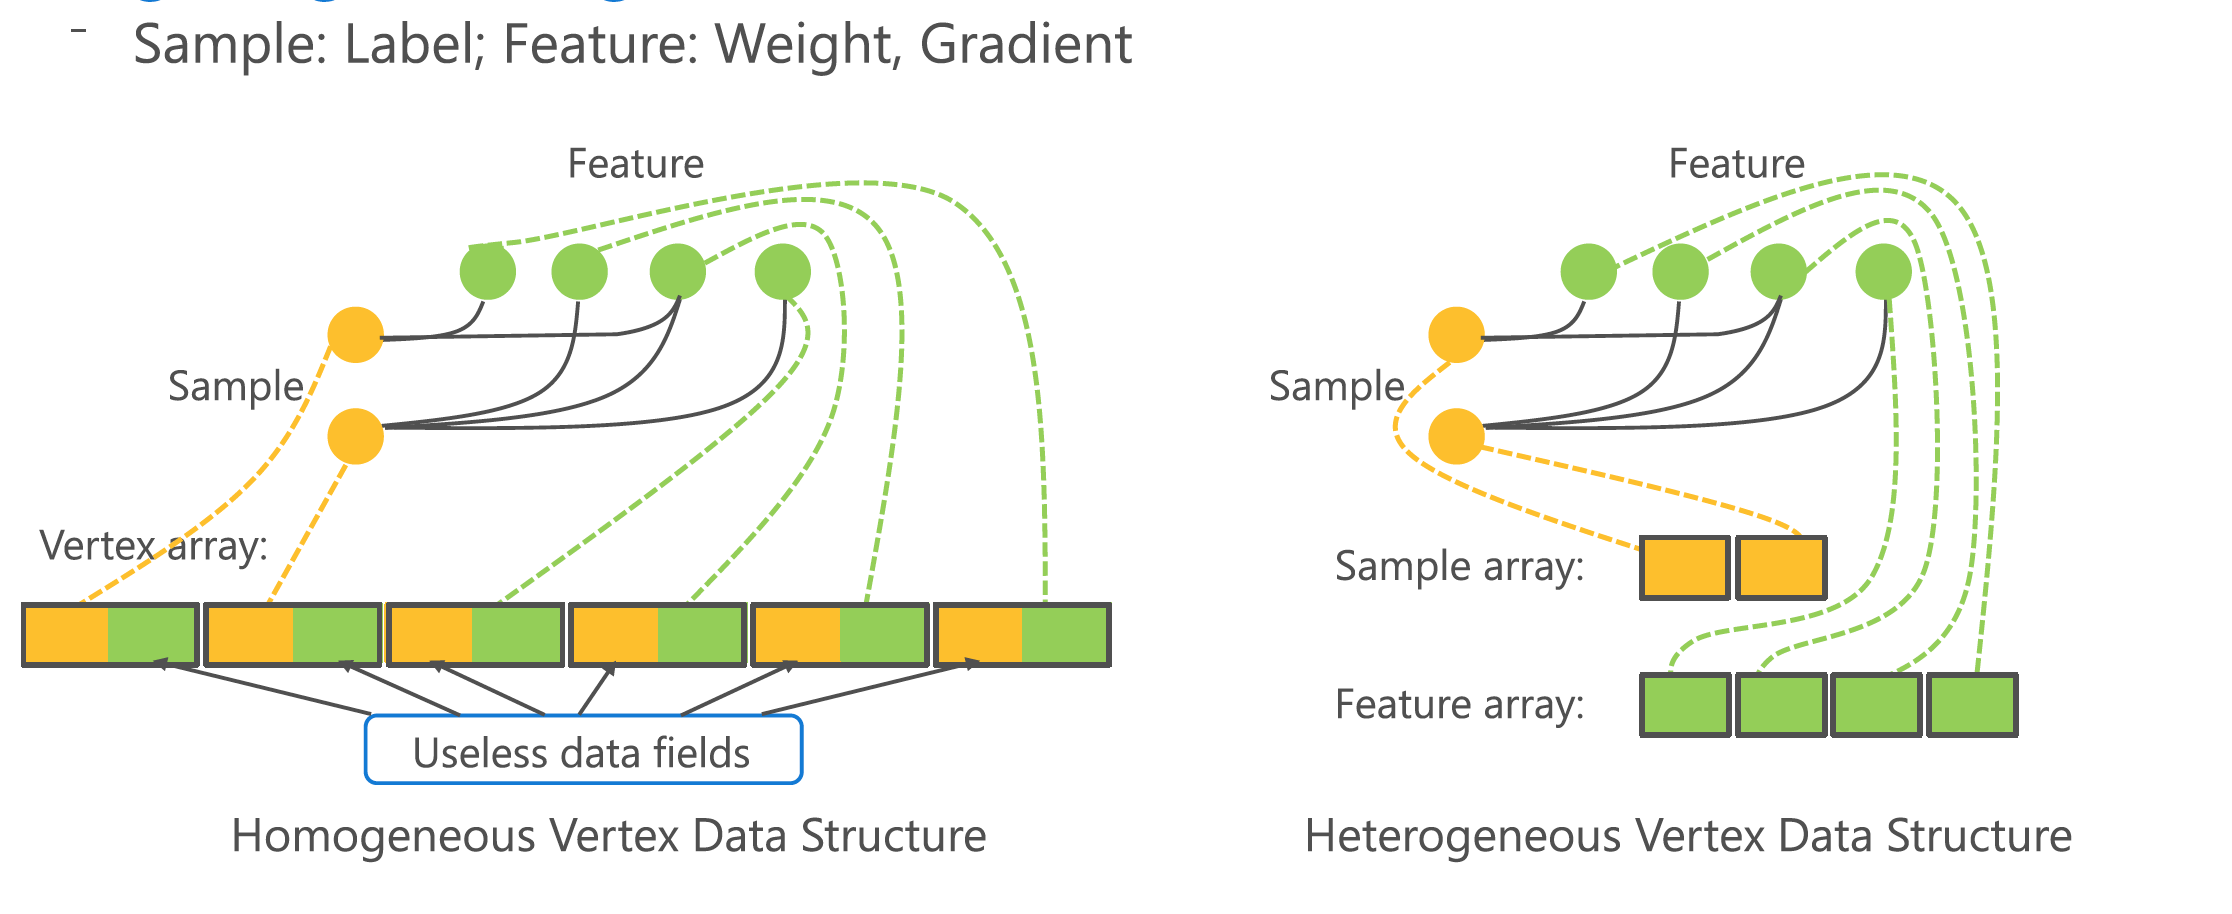 - Sample: Label; Feature: Weight, Gradient
Feature
Sample
Vertex array:
Useless data fields
Homogeneous Vertex Data Structure
Feature
Sample
Sample array:
Feature array:
Heterogeneous Vertex Data Structure